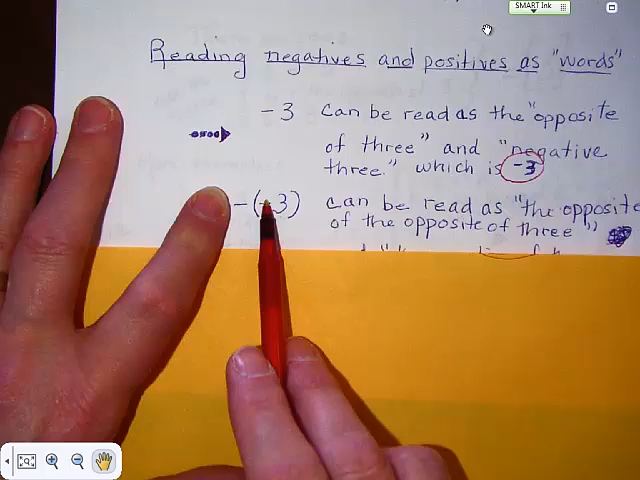 SMART Ink
Reading negatives and positives as "words"
-3 can be read as the "opposite
of three" and "negative
three." which is -3
-(-3) can be read as "the opposite
of the opposite of three"